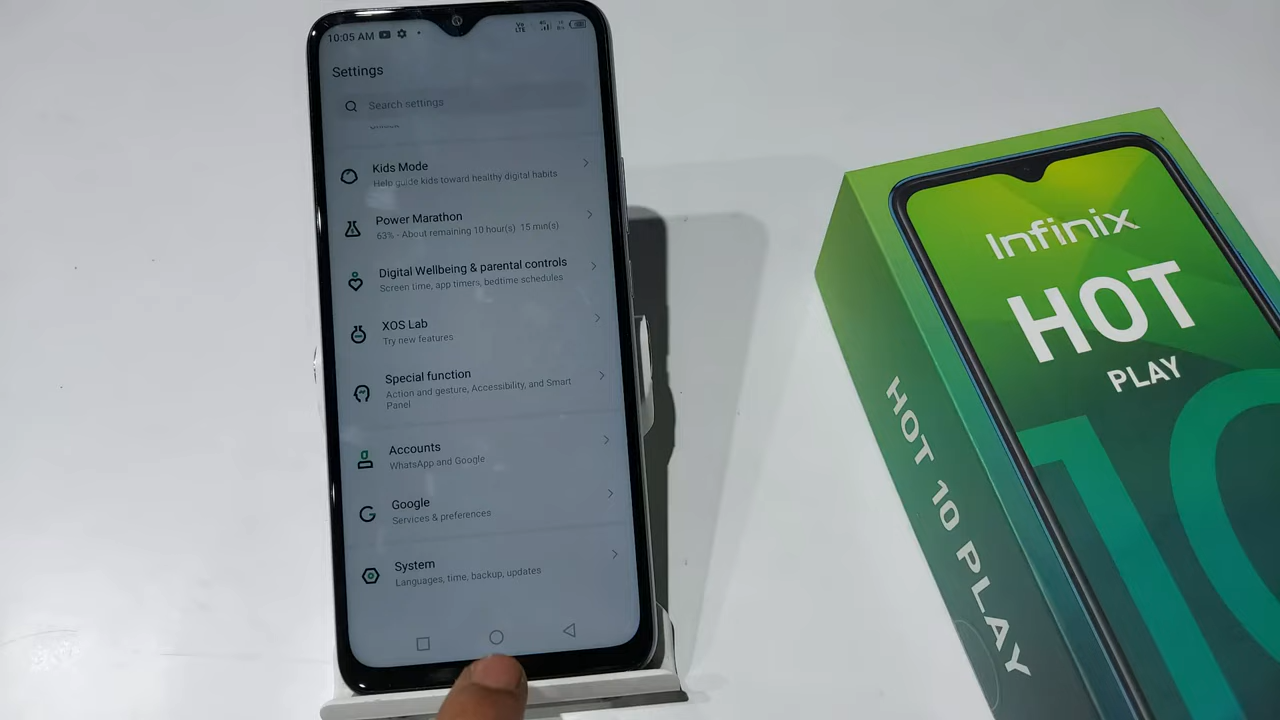 10:05 AM
Settings
Search settings
Kids Mode
Help guide kids toward healthy digital habits
Power Marathon
63% - About remaining 10 hour(s) 15 min(s)
Digital Wellbeing & parental controls
Screen time, app timers, bedtime schedules
XOS Lab
Try new features
Special function
Action and gesture, Accessibility, and Smart
Panel
Accounts
WhatsApp and Google
Google
Services & preferences
System
Languages, time, backup, updates
Infinix
HOT
PLAY
10
HOT 10 PLAY